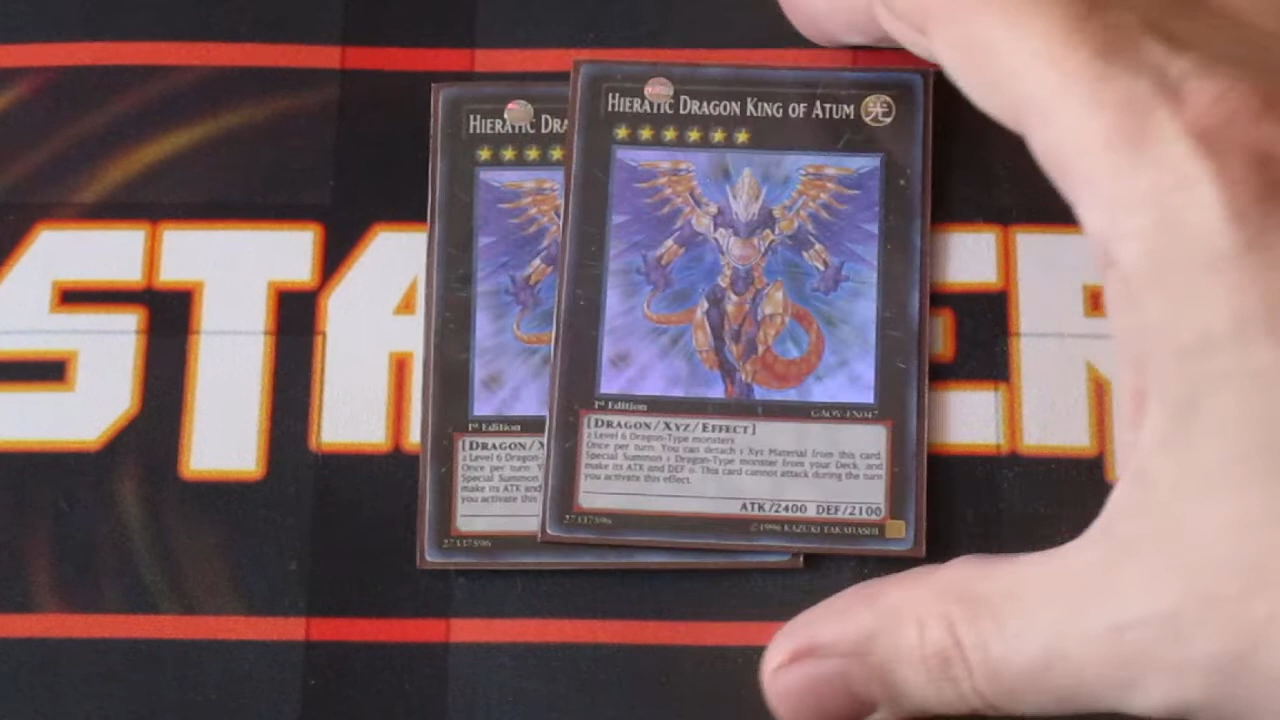 STA
ER
HIERATIC DRA
1st Edition
[DRAGON/X
2 Level 6 Dragon-
Once per turn. Y
Special Summon
make its ATK and
you activate this
27337596
HIERATIC DRAGON KING OF ATUM
光
1st Edition
GAOV-EN047
[DRAGON/XYZ/EFFECT]
2 Level 6 Dragon-Type monsters
Once per turn: You can detach 1 Xyz Material from this card;
Special Summon 1 Dragon-Type monster from your Deck, and
make its ATK and DEF 0. This card cannot attack during the turn
you activate this effect.
ATK/2400 DEF/2100
27337596
©1996 KAZUKI TAKAHASHI